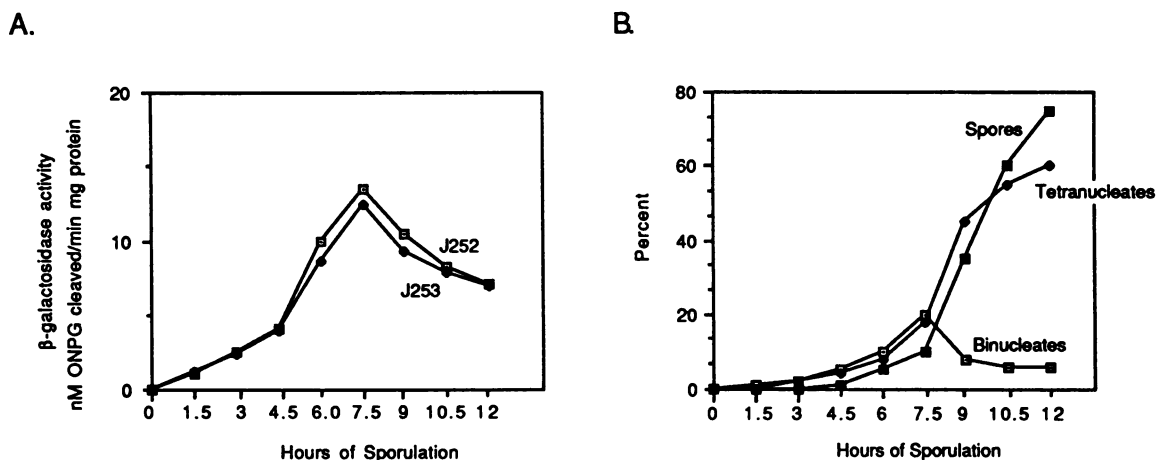 A.
β-galactosidase activity
nM ONPG cleaved/min mg protein
20
10
0
J252
J253
0 1.5 3 4.5 6.0 7.5 9 10.5 12
Hours of Sporulation
B.
Percent
80
60
40
20
0
Spores
Tetranucleates
Binucleates
0 1.5 3 4.5 6 7.5 9 10.5 12
Hours of Sporulation